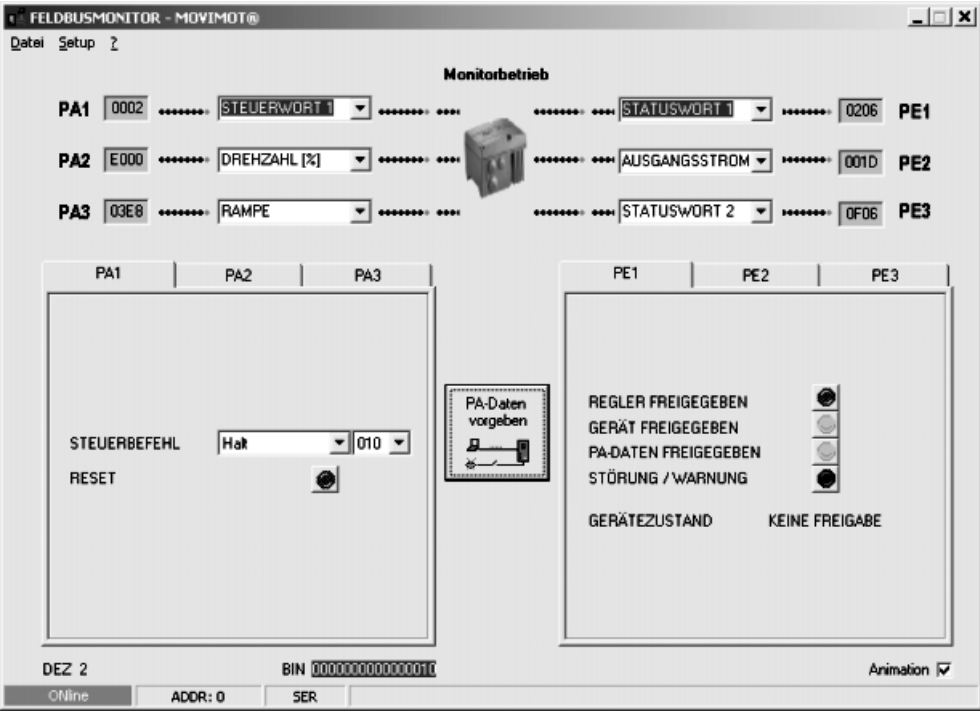 FELDBUSMONITOR - MOVIMOT®
Datei Setup ?
Monitorbetrieb
PA1 0002 STEUERWORT 1 STATUSWORT 1 0206 PE1
PA2 E000 DREHZAHL [%] AUSGANGSSTROM 001D PE2
PA3 03E8 RAMPE STATUSWORT 2 0F06 PE3
PA1 PA2 PA3 PE1 PE2 PE3
PA-Daten
vorgeben
REGLER FREIGEGEBEN
GERÄT FREIGEGEBEN
STEUERBEFEHL Halt 010
PA-DATEN FREIGEGEBEN
RESET
STÖRUNG / WARNUNG
GERÄTEZUSTAND KEINE FREIGABE
DEZ 2 BIN 0000000000000010 Animation
ONline ADDR: 0 SER